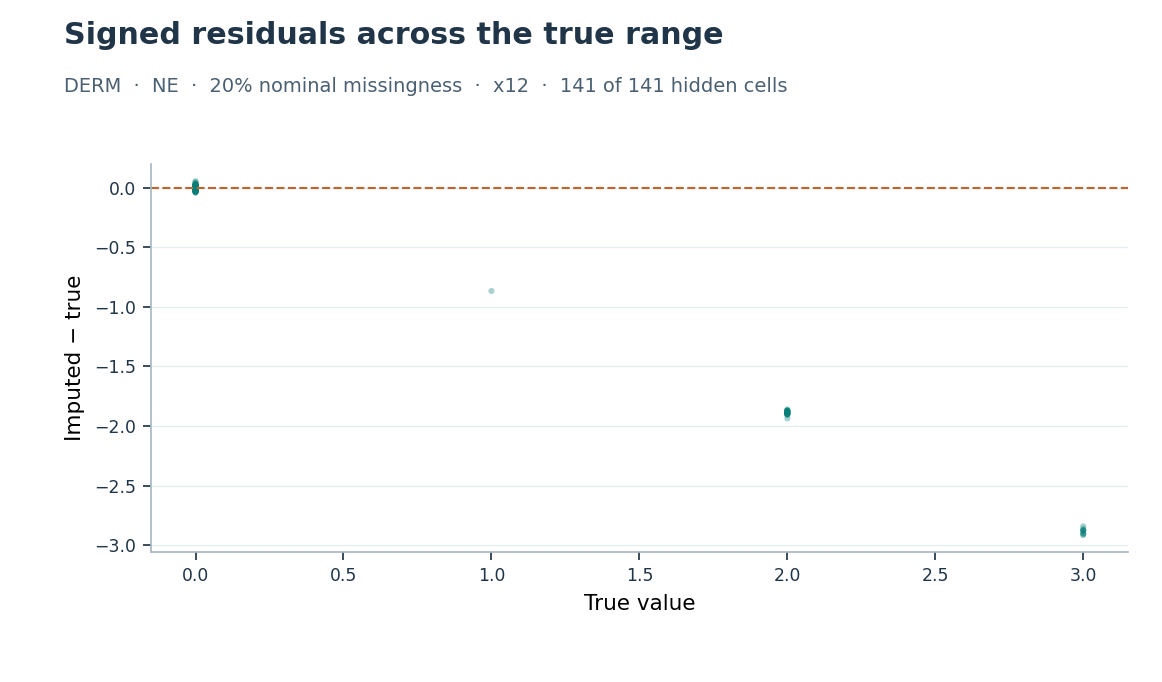 Signed residuals across the true range
DERM · NE · 20% nominal missingness · x12 · 141 of 141 hidden cells
Imputed − true
0.0
−0.5
−1.0
−1.5
−2.0
−2.5
−3.0
0.0 0.5 1.0 1.5 2.0 2.5 3.0
True value